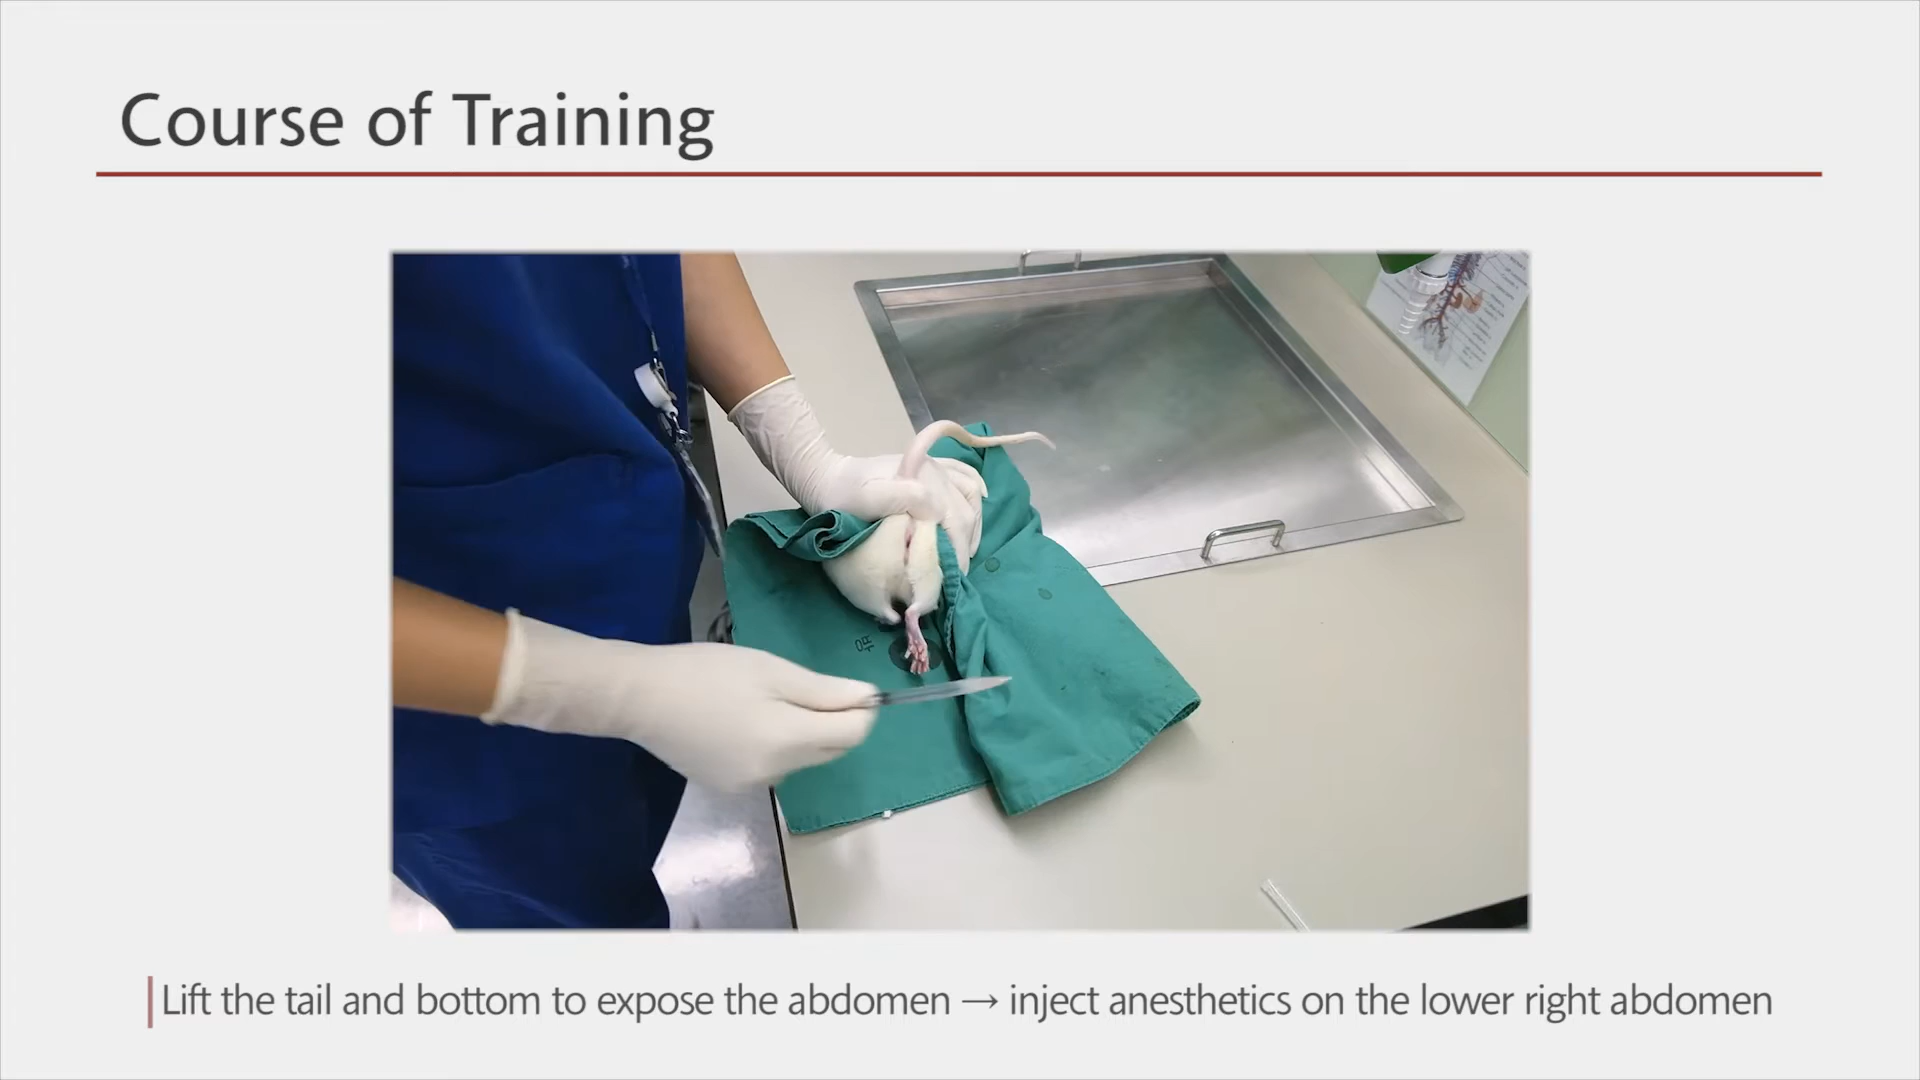 Course of Training
Lift the tail and bottom to expose the abdomen → inject anesthetics on the lower right abdomen